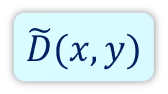 D̃(x, y)